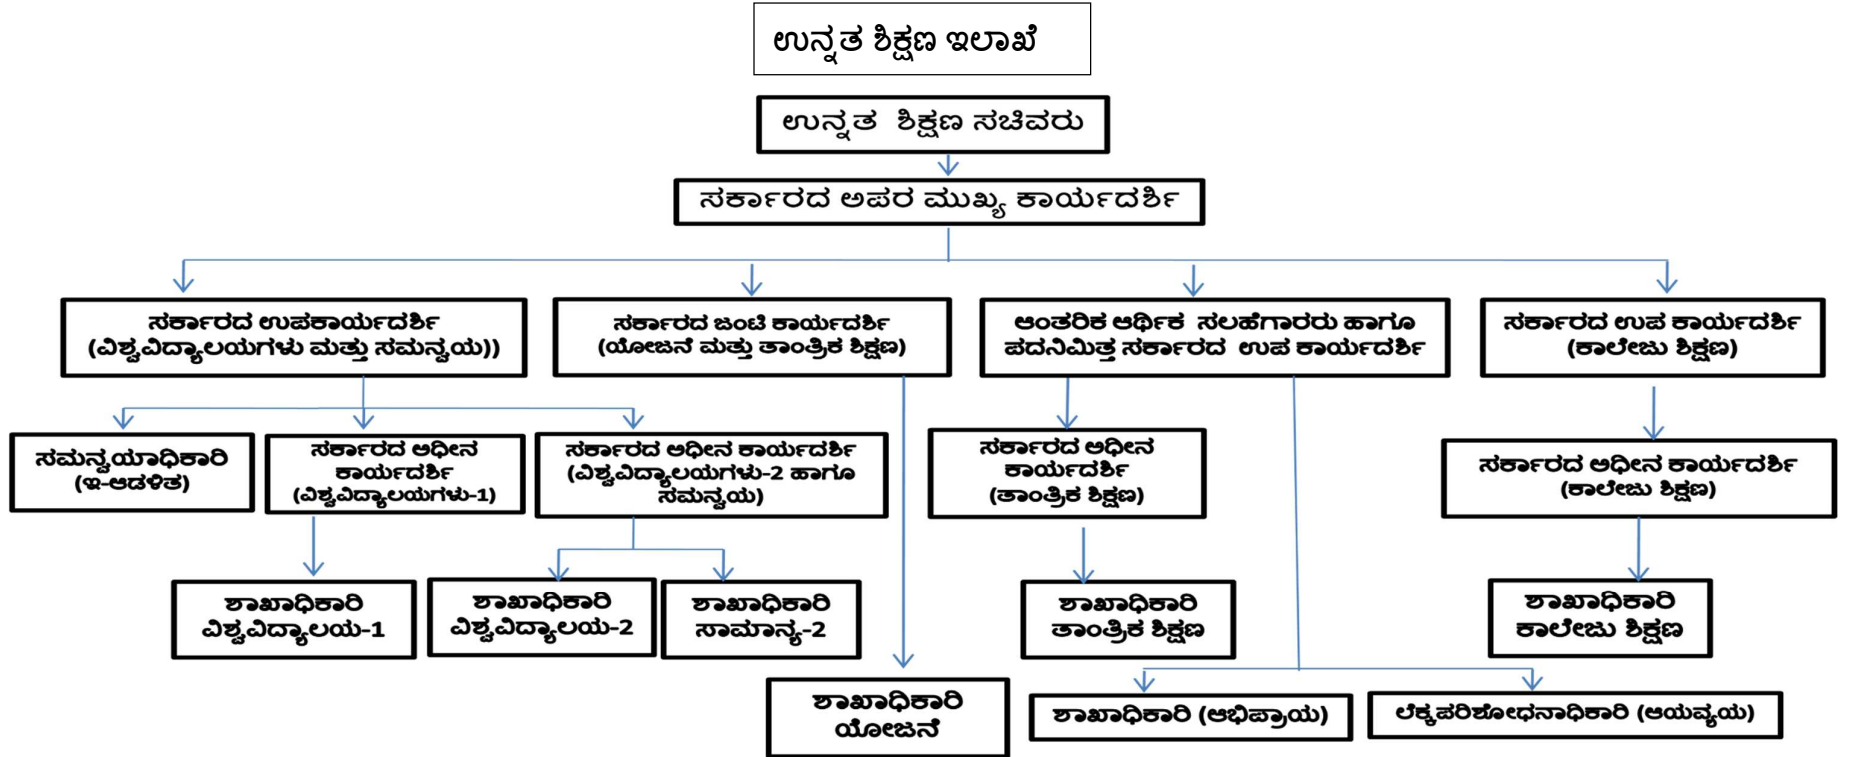 ಉನ್ನತ ಶಿಕ್ಷಣ ಇಲಾಖೆ
ಉನ್ನತ ಶಿಕ್ಷಣ ಸಚಿವರು
ಸರ್ಕಾರದ ಅಪರ ಮುಖ್ಯ ಕಾರ್ಯದರ್ಶಿ
ಸರ್ಕಾರದ ಉಪಕಾರ್ಯದರ್ಶಿ
(ವಿಶ್ವವಿದ್ಯಾಲಯಗಳು ಮತ್ತು ಸಮನ್ವಯ))
ಸರ್ಕಾರದ ಜಂಟಿ ಕಾರ್ಯದರ್ಶಿ
(ಯೋಜನೆ ಮತ್ತು ತಾಂತ್ರಿಕ ಶಿಕ್ಷಣ)
ಆಂತರಿಕ ಆರ್ಥಿಕ ಸಲಹೆಗಾರರು ಹಾಗೂ
ಪದನಿಮಿತ್ತ ಸರ್ಕಾರದ ಉಪ ಕಾರ್ಯದರ್ಶಿ
ಸರ್ಕಾರದ ಉಪ ಕಾರ್ಯದರ್ಶಿ
(ಕಾಲೇಜು ಶಿಕ್ಷಣ)
ಸಮನ್ವಯಾಧಿಕಾರಿ
(ಇ-ಆಡಳಿತ)
ಸರ್ಕಾರದ ಅಧೀನ
ಕಾರ್ಯದರ್ಶಿ
(ವಿಶ್ವವಿದ್ಯಾಲಯಗಳು-1)
ಸರ್ಕಾರದ ಅಧೀನ ಕಾರ್ಯದರ್ಶಿ
(ವಿಶ್ವವಿದ್ಯಾಲಯಗಳು-2 ಹಾಗೂ
ಸಮನ್ವಯ)
ಸರ್ಕಾರದ ಅಧೀನ
ಕಾರ್ಯದರ್ಶಿ
(ತಾಂತ್ರಿಕ ಶಿಕ್ಷಣ)
ಸರ್ಕಾರದ ಅಧೀನ ಕಾರ್ಯದರ್ಶಿ
(ಕಾಲೇಜು ಶಿಕ್ಷಣ)
ಶಾಖಾಧಿಕಾರಿ
ವಿಶ್ವವಿದ್ಯಾಲಯ-1
ಶಾಖಾಧಿಕಾರಿ
ವಿಶ್ವವಿದ್ಯಾಲಯ-2
ಶಾಖಾಧಿಕಾರಿ
ಸಾಮಾನ್ಯ-2
ಶಾಖಾಧಿಕಾರಿ
ತಾಂತ್ರಿಕ ಶಿಕ್ಷಣ
ಶಾಖಾಧಿಕಾರಿ
ಕಾಲೇಜು ಶಿಕ್ಷಣ
ಶಾಖಾಧಿಕಾರಿ
ಯೋಜನೆ
ಶಾಖಾಧಿಕಾರಿ (ಆಭಿಪ್ರಾಯ)
ಲೆಕ್ಕಪರಿಶೋಧನಾಧಿಕಾರಿ (ಆಯವ್ಯಯ)